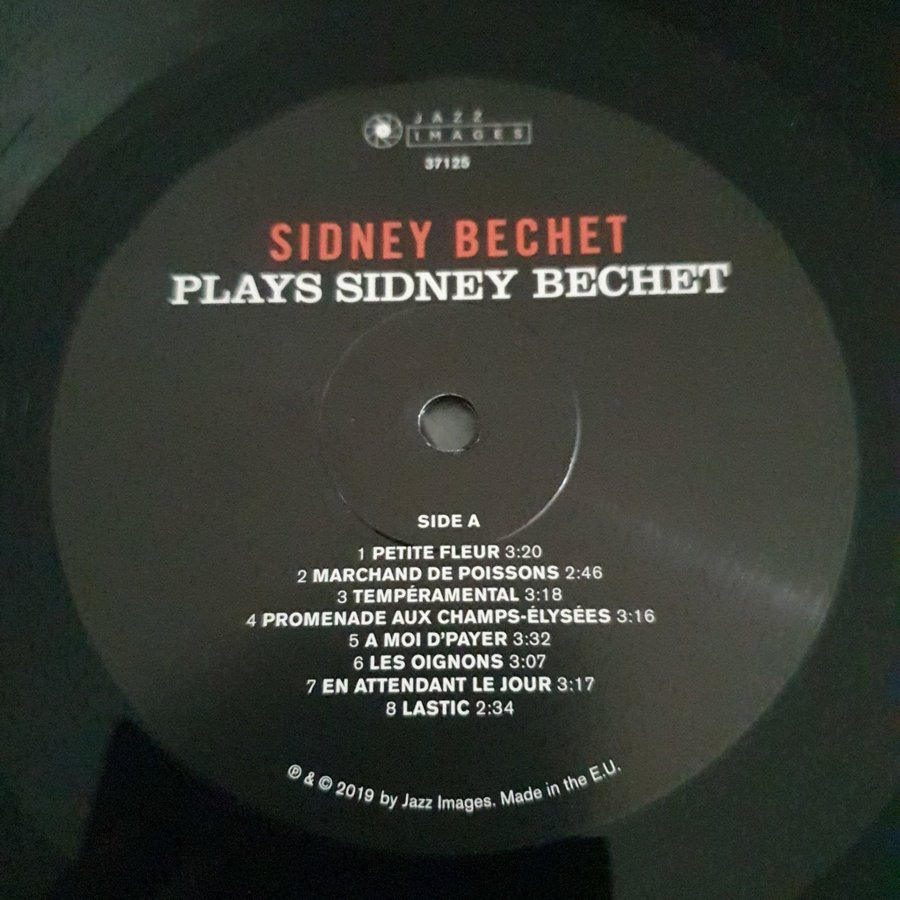 JAZZ
IMAGES
37125
SIDNEY BECHET
PLAYS SIDNEY BECHET
SIDE A
1 PETITE FLEUR 3:20
2 MARCHAND DE POISSONS 2:46
3 TEMPÉRAMENTAL 3:18
4 PROMENADE AUX CHAMPS-ÉLYSÉES 3:16
5 A MOI D'PAYER 3:32
6 LES OIGNONS 3:07
7 EN ATTENDANT LE JOUR 3:17
8 LASTIC 2:34
℗ & © 2019 by Jazz Images. Made in the E.U.